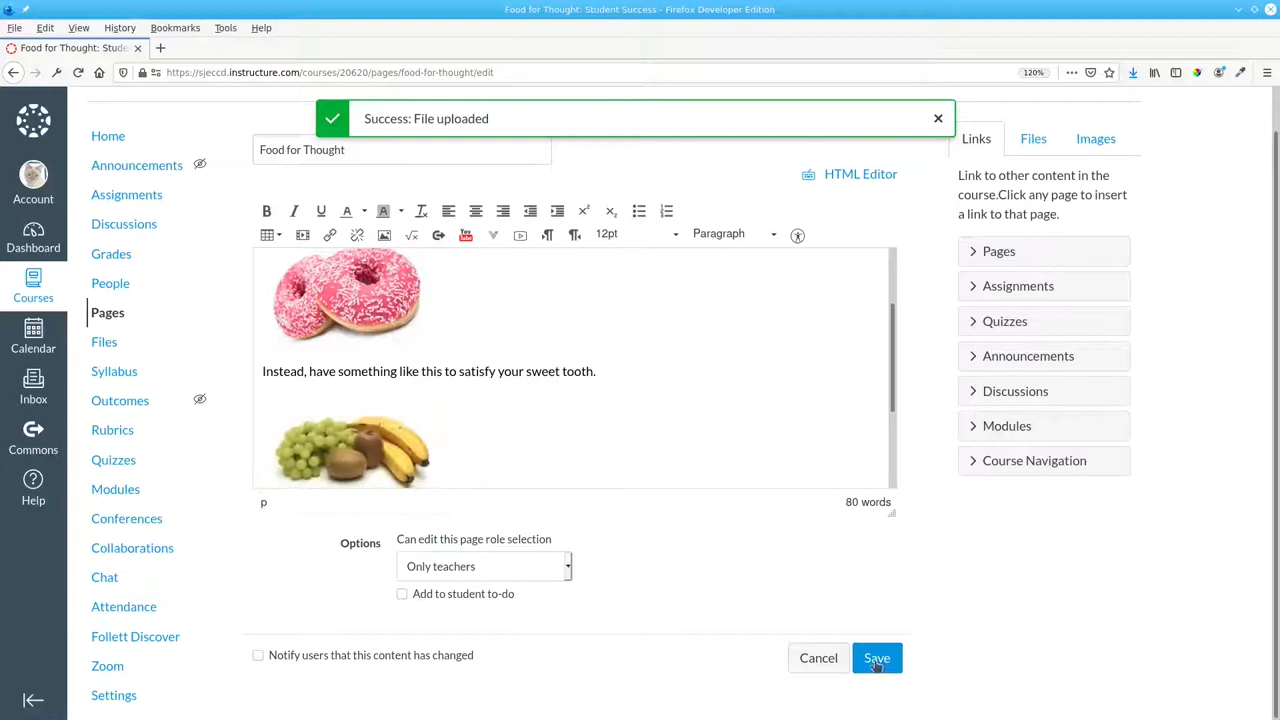 Food for Thought: Student Success - Firefox Developer Edition
File Edit View History Bookmarks Tools Help
Food for Thought: Stude
https://sjeccd.instructure.com/courses/20620/pages/food-for-thought/edit 120%
Success: File uploaded
Account
Dashboard
Courses
Calendar
Inbox
Commons
Help
Home
Announcements
Assignments
Discussions
Grades
People
Pages
Files
Syllabus
Outcomes
Rubrics
Quizzes
Modules
Conferences
Collaborations
Chat
Attendance
Follett Discover
Zoom
Settings
Food for Thought
HTML Editor
12pt Paragraph
Instead, have something like this to satisfy your sweet tooth.
p 80 words
Options
Can edit this page role selection
Only teachers
Add to student to-do
Notify users that this content has changed
Cancel Save
Links Files Images
Link to other content in the
course.Click any page to insert
a link to that page.
Pages
Assignments
Quizzes
Announcements
Discussions
Modules
Course Navigation